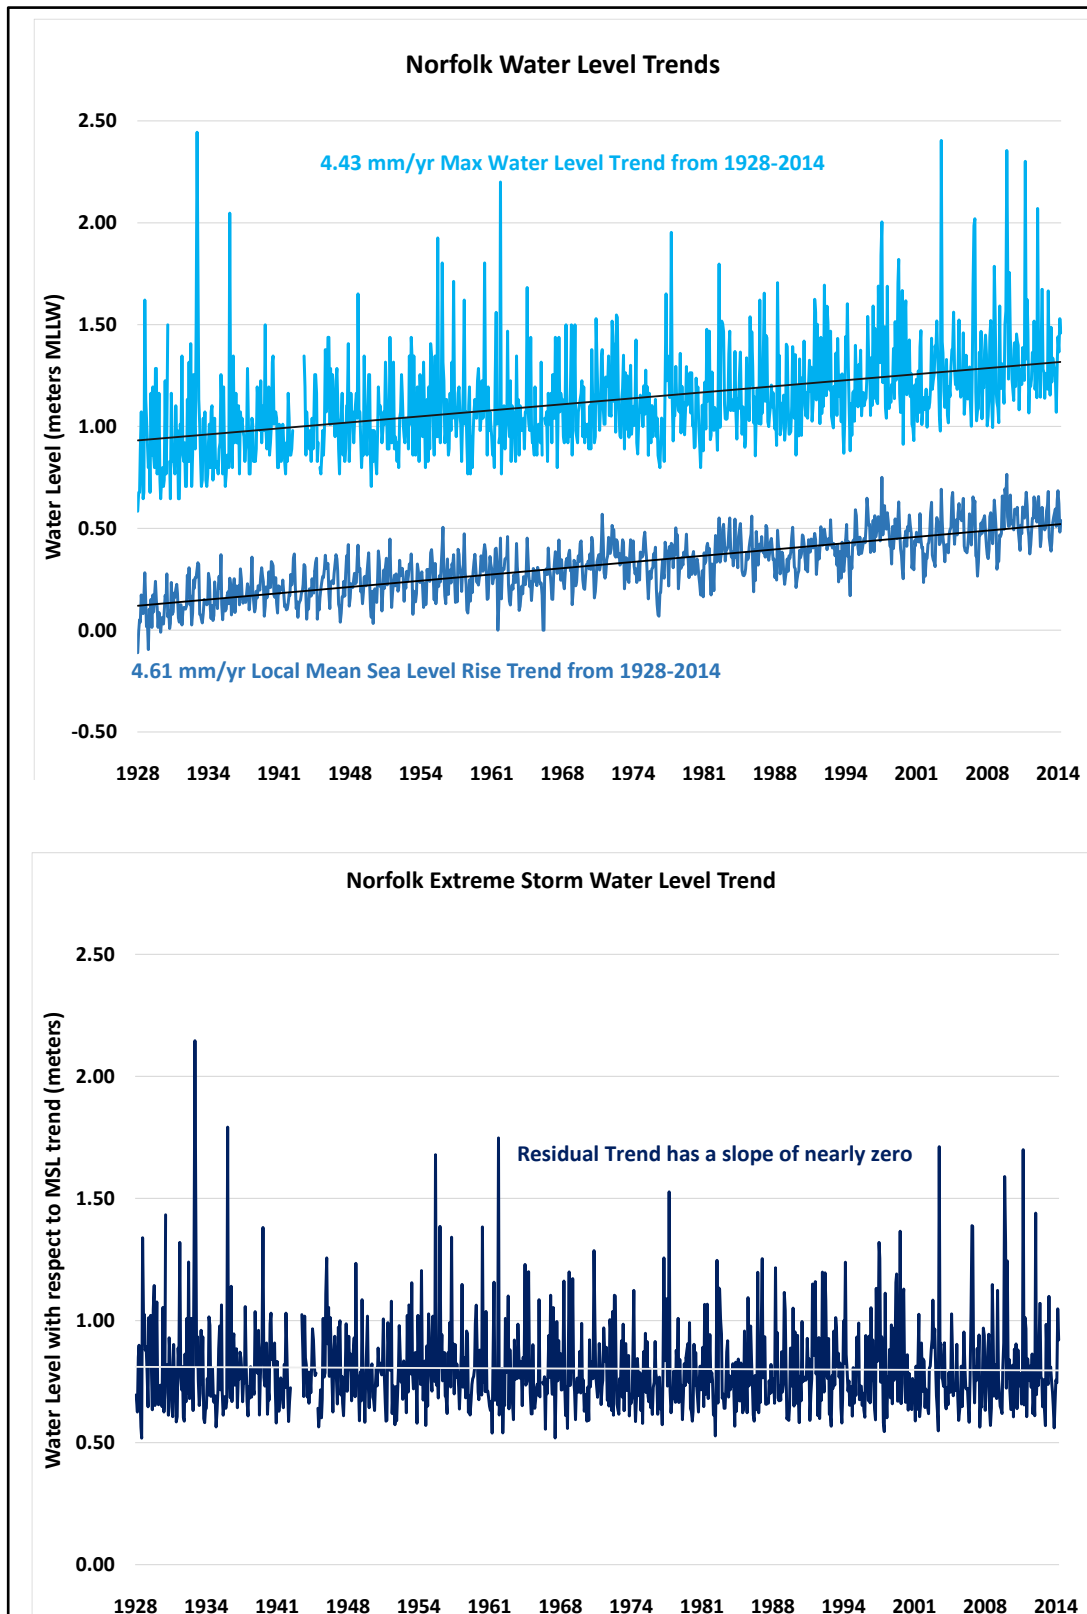 Norfolk Water Level Trends
Water Level (meters MLLW)
2.50
2.00
1.50
1.00
0.50
0.00
-0.50
4.43 mm/yr Max Water Level Trend from 1928-2014
4.61 mm/yr Local Mean Sea Level Rise Trend from 1928-2014
1928 1934 1941 1948 1954 1961 1968 1974 1981 1988 1994 2001 2008 2014
Norfolk Extreme Storm Water Level Trend
Water Level with respect to MSL trend (meters)
2.50
2.00
1.50
1.00
0.50
0.00
Residual Trend has a slope of nearly zero
1928 1934 1941 1948 1954 1961 1968 1974 1981 1988 1994 2001 2008 2014